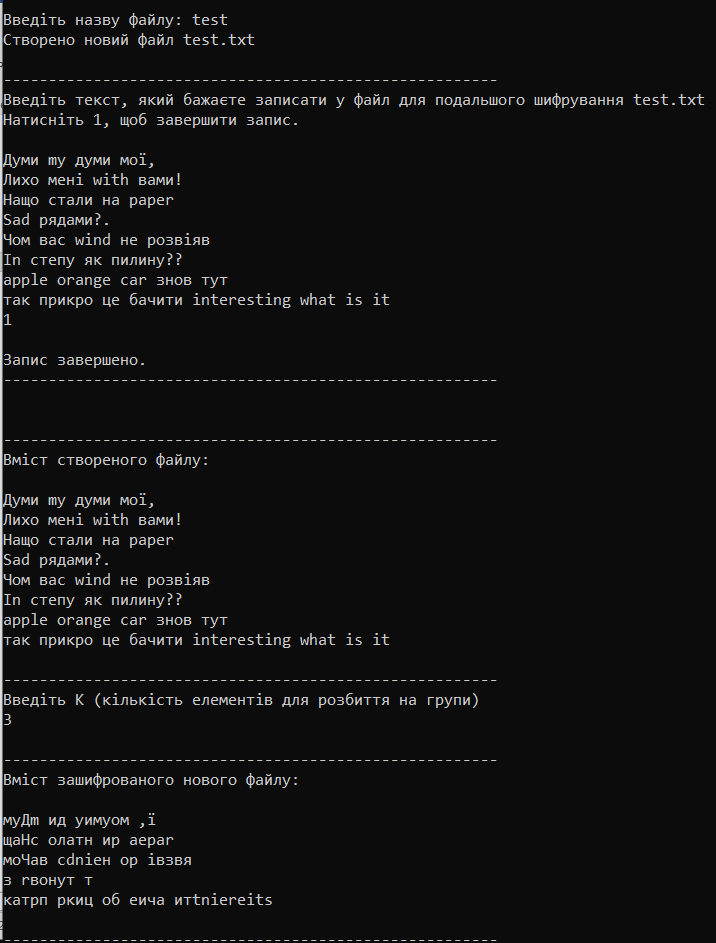 Введіть назву файлу: test
Створено новий файл test.txt
-------------------------------------------------------
Введіть текст, який бажаєте записати у файл для подальшого шифрування test.txt
Натисніть 1, щоб завершити запис.
Думи my думи мої,
Лихо мені with вами!
Нащо стали на paper
Sad рядами?.
Чом вас wind не розвіяв
In степу як пилину??
apple orange car знов тут
так прикро це бачити interesting what is it
1
Запис завершено.
-------------------------------------------------------
-------------------------------------------------------
Вміст створеного файлу:
Думи my думи мої,
Лихо мені with вами!
Нащо стали на paper
Sad рядами?.
Чом вас wind не розвіяв
In степу як пилину??
apple orange car знов тут
так прикро це бачити interesting what is it
-------------------------------------------------------
Введіть K (кількість елементів для розбиття на групи)
3
-------------------------------------------------------
Вміст зашифрованого нового файлу:
муДm ид уимуом ,ї
щаНс олатн ир aepar
моЧав сdniен ор івзвя
з rвонут т
катрп ркиц об еича иттniereits
-------------------------------------------------------